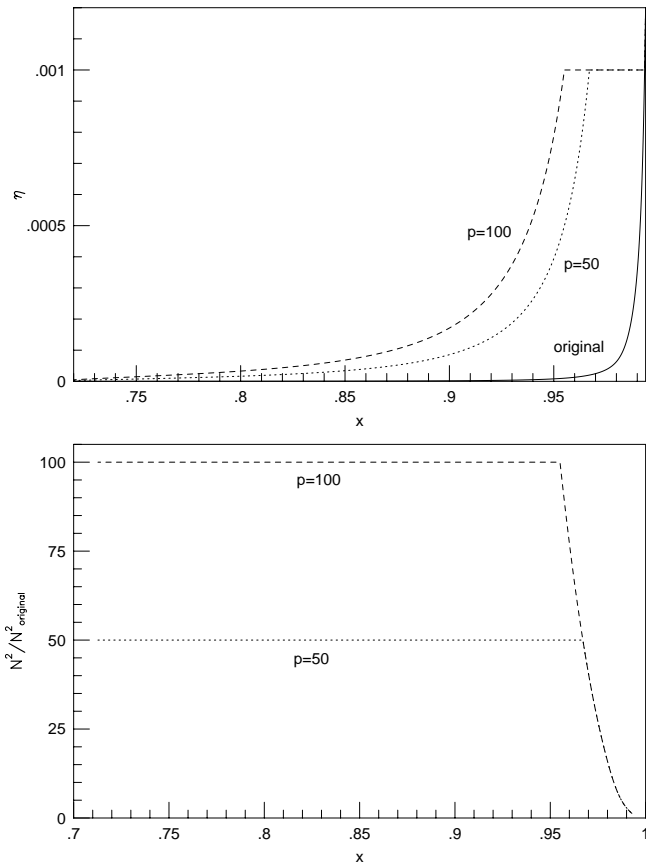 .001
.0005
0
η
p=100
p=50
original
.75 .8 .85 .9 .95
x
100
75
50
25
0
N²/N²original
p=100
p=50
.7 .75 .8 .85 .9 .95 1
x